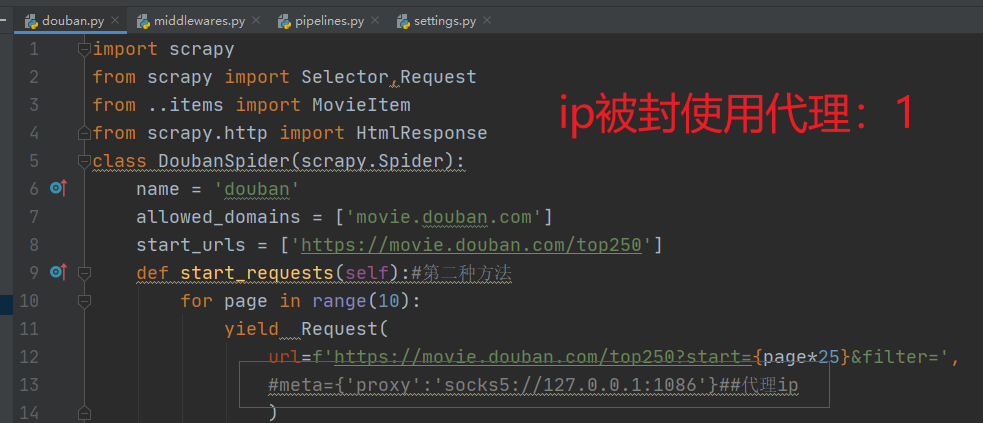 douban.py middlewares.py pipelines.py settings.py
1 import scrapy
2 from scrapy import Selector,Request
3 from ..items import MovieItem
ip被封使用代理：1
4 from scrapy.http import HtmlResponse
5 class DoubanSpider(scrapy.Spider):
6 name = 'douban'
7 allowed_domains = ['movie.douban.com']
8 start_urls = ['https://movie.douban.com/top250']
9 def start_requests(self):#第二种方法
10 for page in range(10):
11 yield  Request(
12 url=f'https://movie.douban.com/top250?start={page*25}&filter=',
13 #meta={'proxy':'socks5://127.0.0.1:1086'}##代理ip
14 )